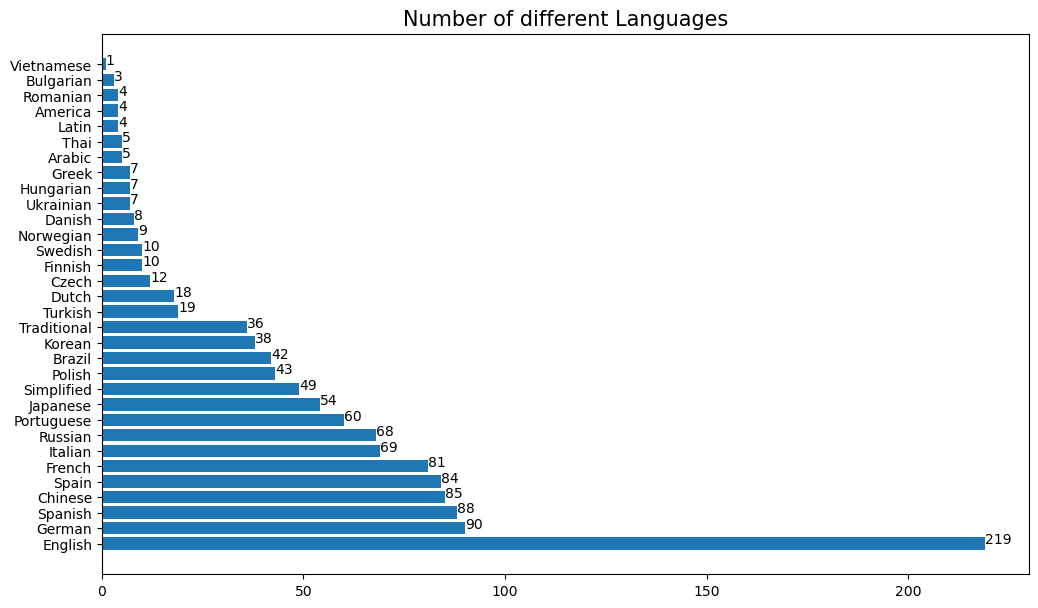 Number of different Languages
Vietnamese 1
Bulgarian 3
Romanian 4
America 4
Latin 4
Thai 5
Arabic 5
Greek 7
Hungarian 7
Ukrainian 7
Danish 8
Norwegian 9
Swedish 10
Finnish 10
Czech 12
Dutch 18
Turkish 19
Traditional 36
Korean 38
Brazil 42
Polish 43
Simplified 49
Japanese 54
Portuguese 60
Russian 68
Italian 69
French 81
Spain 84
Chinese 85
Spanish 88
German 90
English 219
0 50 100 150 200